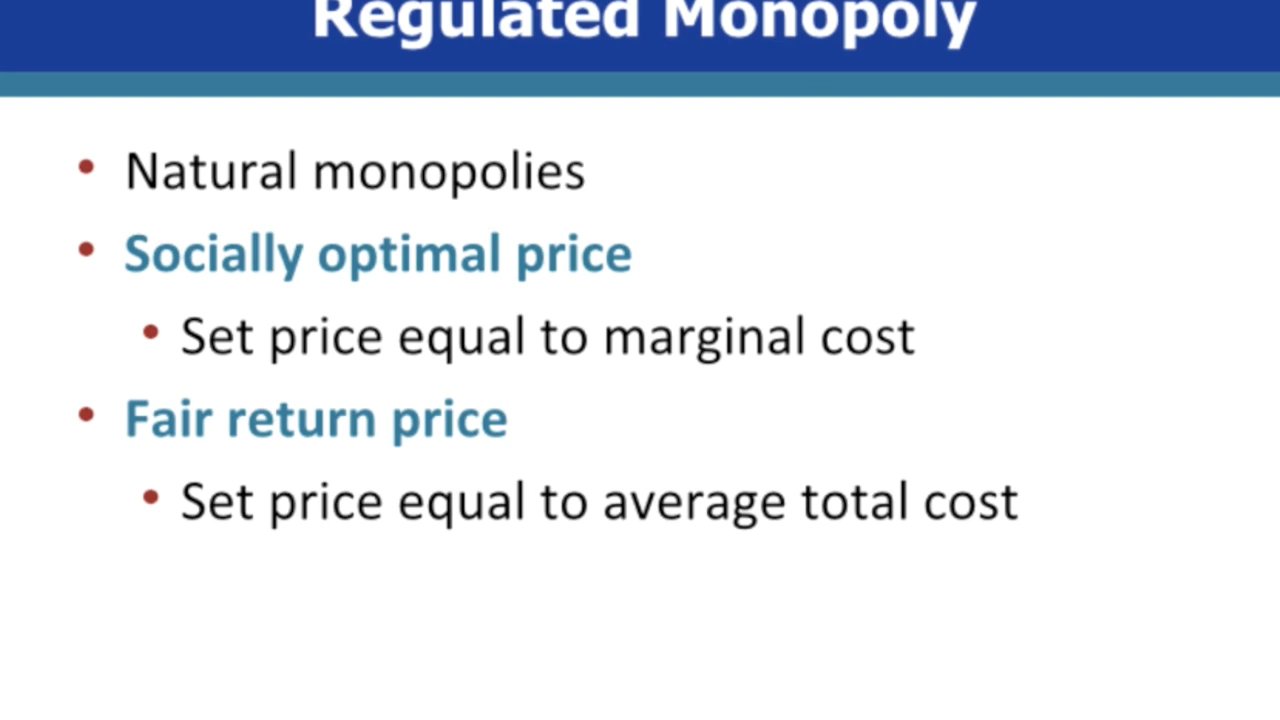 Regulated Monopoly
• Natural monopolies
• Socially optimal price
• Set price equal to marginal cost
• Fair return price
• Set price equal to average total cost